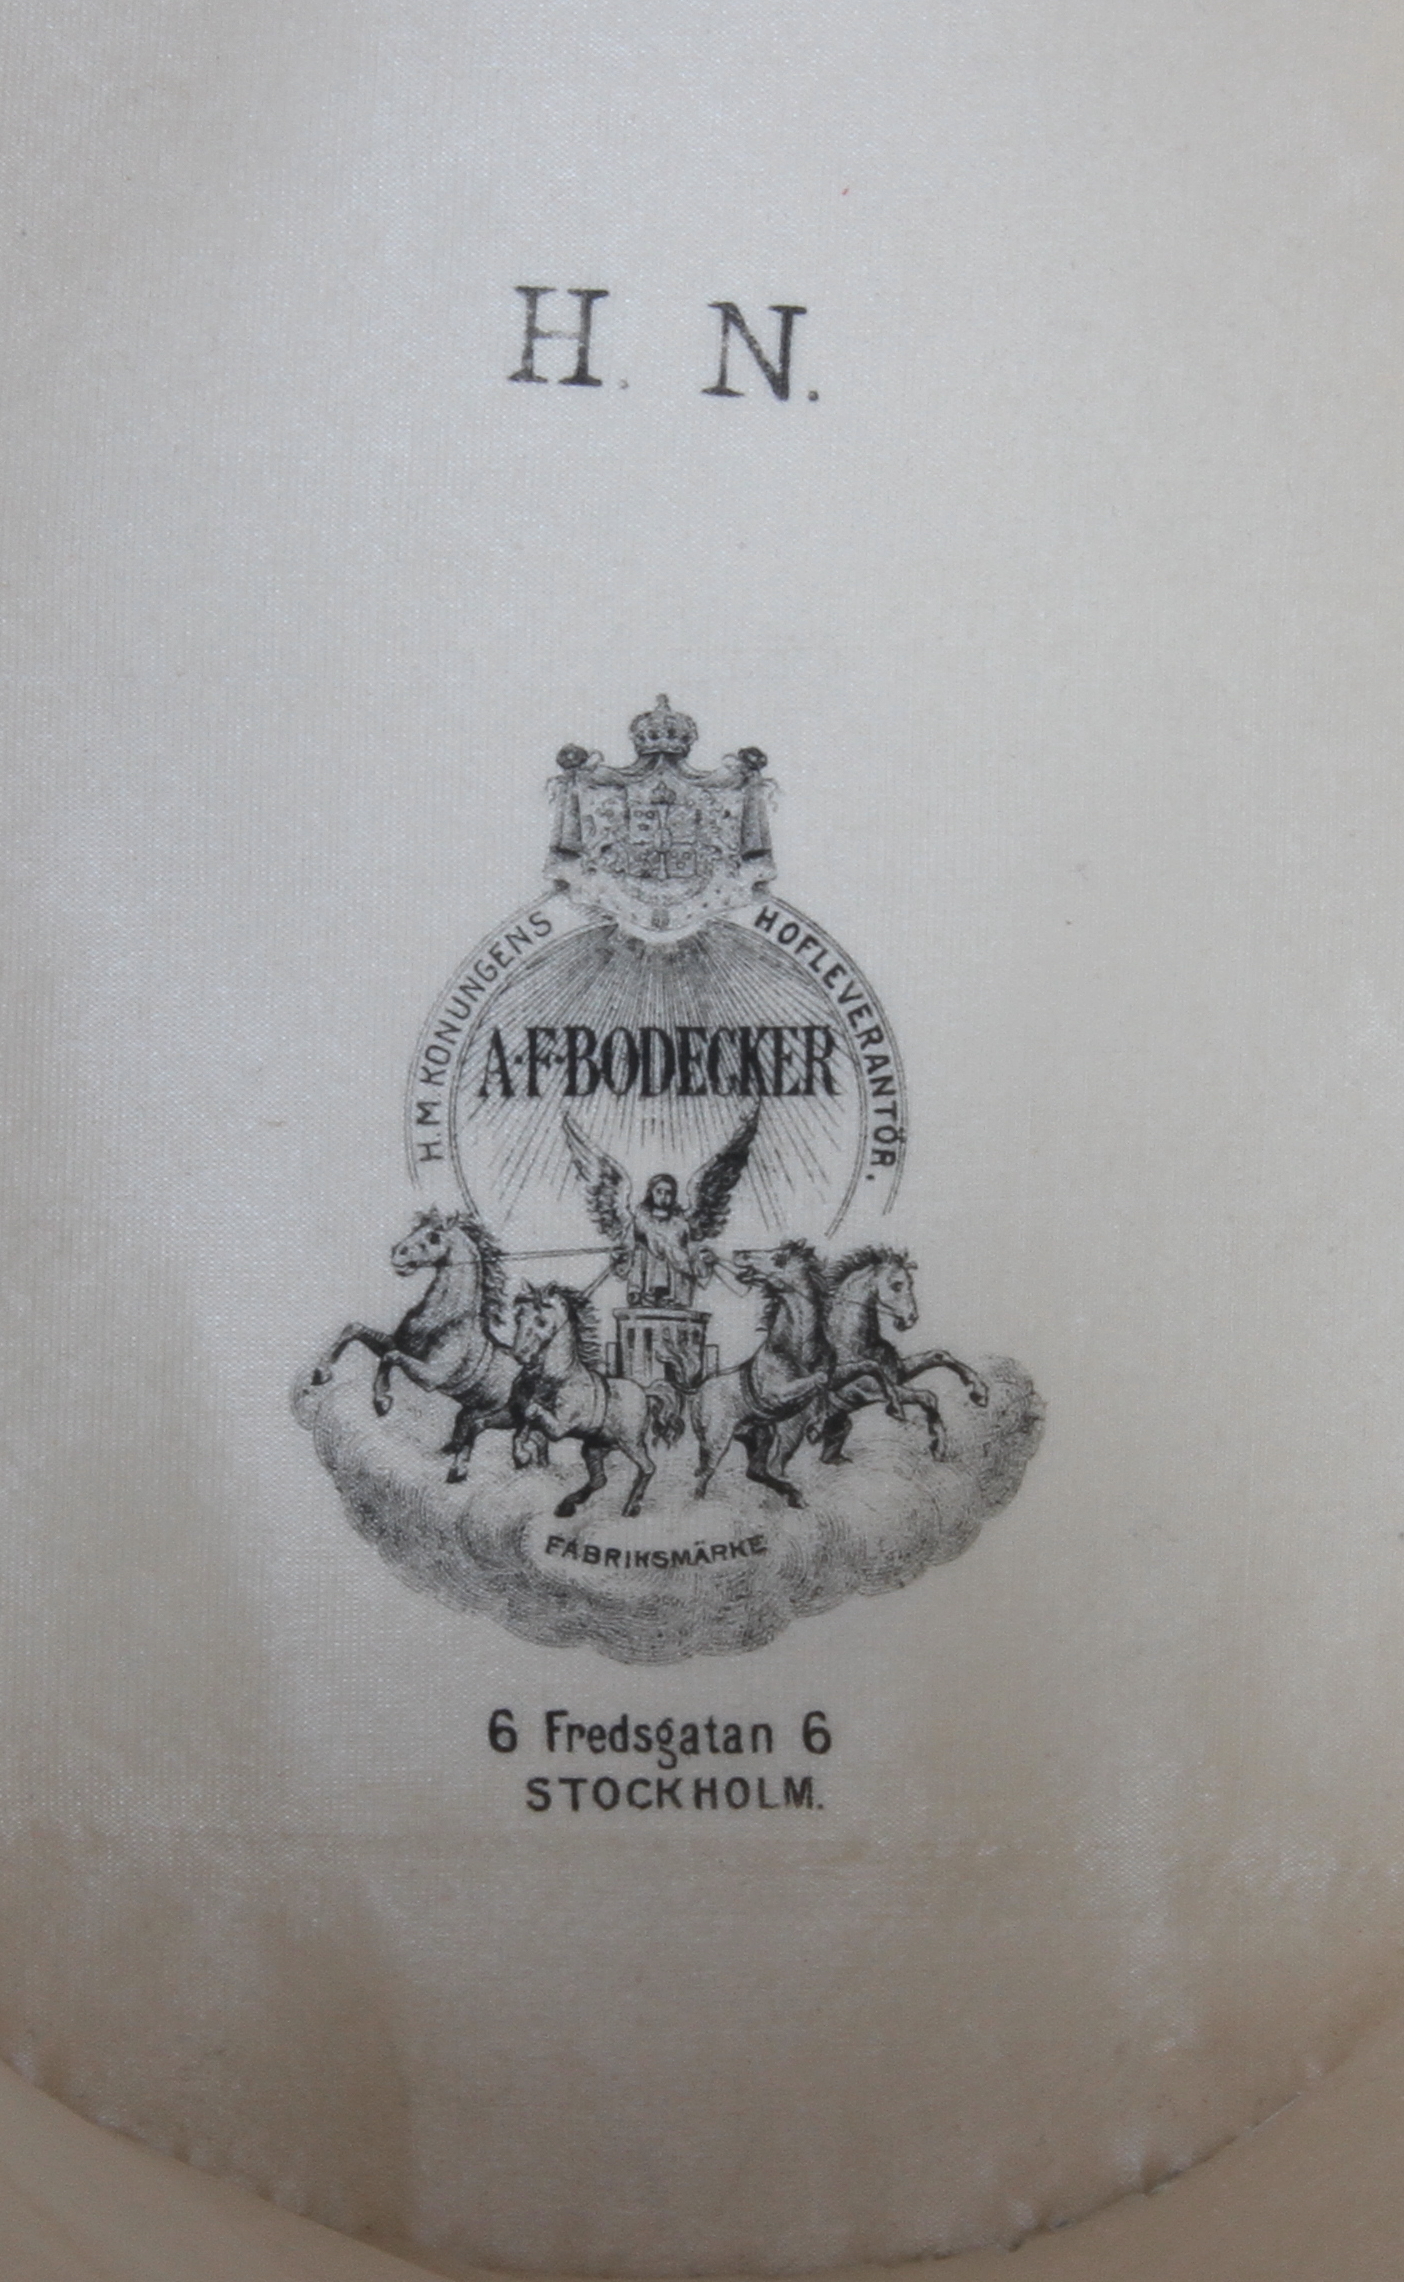 H. N.
H. M KONUNGENS HOFLEVERANTÖR.
A·F·BODECKER
FABRIKSMÄRKE
6 Fredsgatan 6
STOCKHOLM.